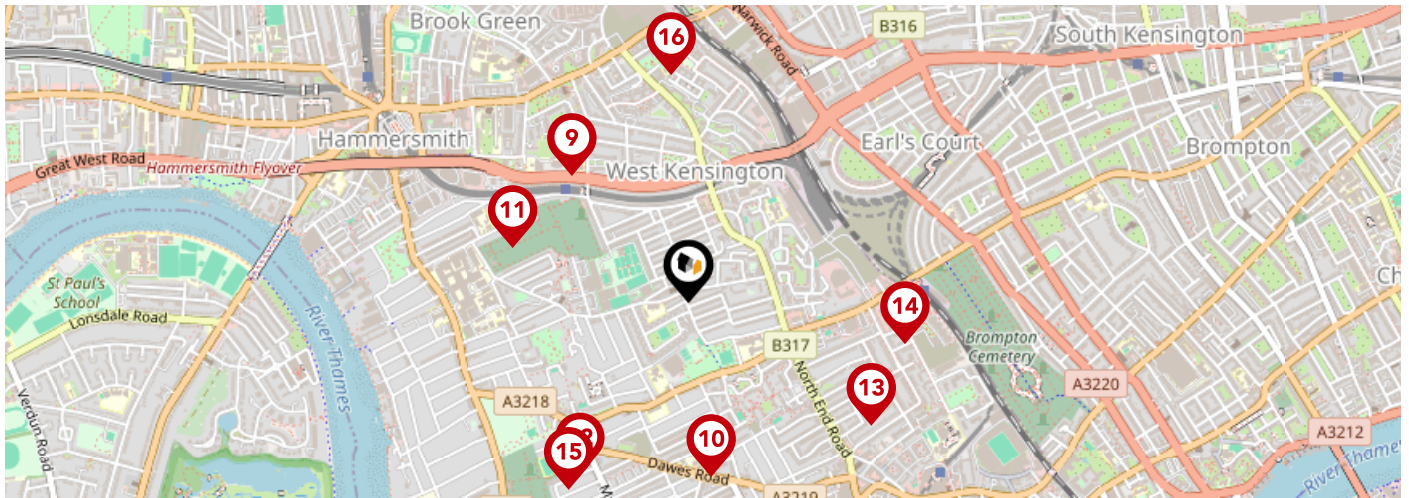 Brook Green
16
Warwick Road
B316
South Kensington
9
Hammersmith
Earl's Court
Brompton
Great West Road
Hammersmith Flyover
West Kensington
11
St Paul's
School
Lonsdale Road
River Thames
14
B317
Brompton
Cemetery
North End Road
13
A3220
Verdun Road
A3218
10
15
Dawes Road
A3219
A3212
River Thame
Ch